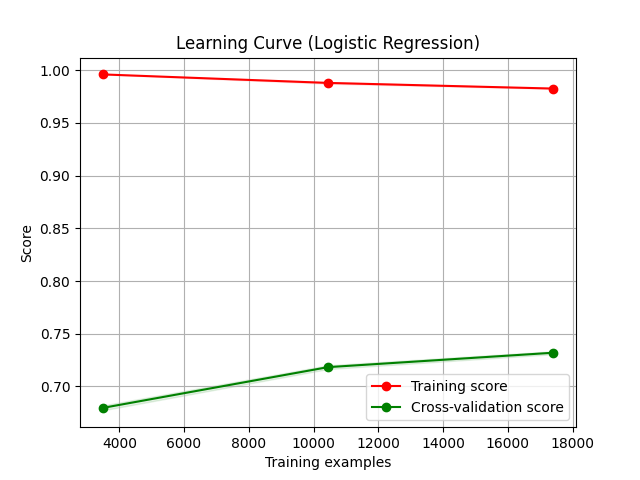 Learning Curve (Logistic Regression)
1.00
0.95
0.90
0.85
0.80
0.75
0.70
Score
Training score
Cross-validation score
4000 6000 8000 10000 12000 14000 16000 18000
Training examples